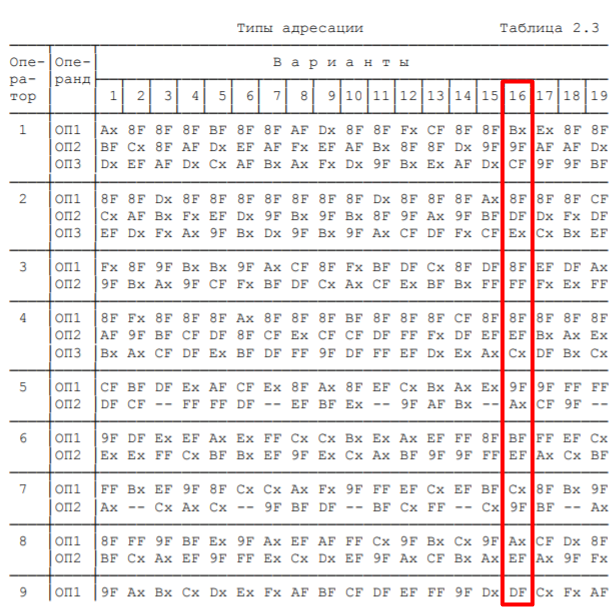 Типы адресации Таблица 2.3
Опе- Опе- В а р и а н т ы
ра- ранд
тор 1 2 3 4 5 6 7 8 9 10 11 12 13 14 15 16 17 18 19
1 ОП1 Ax 8F 8F 8F BF 8F 8F AF Dx 8F 8F Fx CF 8F 8F Bx Ex 8F 8F
ОП2 BF Cx 8F AF Dx EF AF Fx EF AF Bx 8F 8F Dx 9F 9F AF AF Dx
ОП3 Dx EF AF Dx Cx AF Bx Ax Fx Dx 9F Bx Ex AF Dx CF 9F 9F BF
2 ОП1 8F 8F Dx 8F 8F 8F 8F 8F 8F 8F Dx 8F 8F 8F Ax 8F 8F 8F CF
ОП2 Cx AF Bx Fx EF Dx 9F Bx 9F Bx 8F 9F Ax 9F BF DF Dx Fx DF
ОП3 EF Dx Fx Ax 9F Bx Dx 9F Bx 9F Ax CF DF Fx CF Ex Cx Bx EF
3 ОП1 Fx 8F 9F Bx Bx 9F Ax CF 8F Fx BF DF Cx 8F DF 8F EF DF Ax
ОП2 9F Bx Ax 9F CF Fx BF DF Cx Ax CF Ex BF Bx FF FF Fx Ex FF
4 ОП1 8F Fx 8F 8F 8F Ax 8F 8F 8F BF 8F 8F 8F CF 8F 8F 8F 8F 8F
ОП2 AF 9F BF CF DF 8F CF Ex CF CF DF FF Fx DF EF EF Bx Ax Ex
ОП3 Bx Ax CF DF Ex BF DF FF 9F DF FF EF Dx Ex Ax Cx DF Bx Cx
5 ОП1 CF BF DF Ex AF CF Ex 8F Ax 8F EF Cx Bx Ax Ex 9F 9F FF FF
ОП2 DF CF -- FF FF DF -- EF BF Ex -- 9F AF Bx -- Ax CF 9F --
6 ОП1 9F DF Ex EF Ax Ex FF Cx Cx Bx Ex Ax EF FF 8F BF FF EF Cx
ОП2 Ex Ex FF Cx BF Bx EF 9F Ex Cx Ax BF 9F 9F FF EF Ax Cx BF
7 ОП1 FF Bx EF 9F 8F Cx Cx Ax Fx 9F FF EF Cx EF BF Cx 8F Bx 9F
ОП2 Ax -- Cx Ax Cx -- 9F BF DF -- BF Cx FF -- Cx 9F BF -- Ax
8 ОП1 8F FF 9F BF Ex 9F Ax EF AF FF Cx 9F Bx Cx 9F Ax CF Dx 8F
ОП2 BF Cx Ax EF 9F FF Ex Cx Dx EF 9F Ax CF BF Ax EF Ax 9F Fx
9 ОП1 9F Ax Bx Cx Dx Ex Fx AF BF CF DF EF FF 9F Dx DF Cx Fx AF